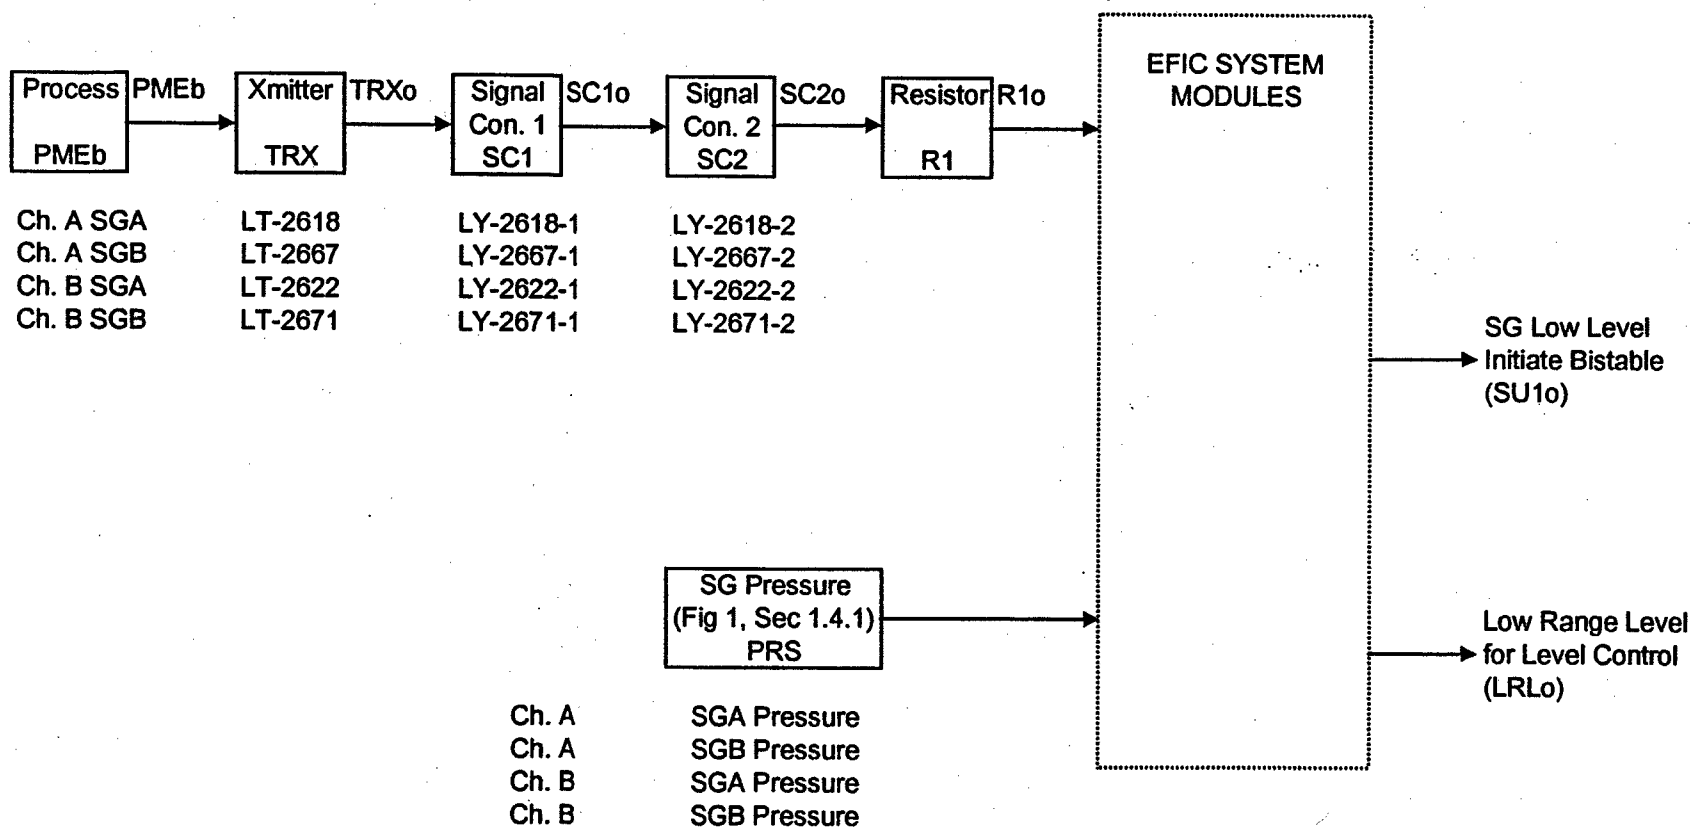 EFIC SYSTEM
MODULES
Process
PMEb
PMEb
Xmitter
TRX
TRXo
Signal
Con. 1
SC1
SC1o
Signal
Con. 2
SC2
SC2o
Resistor
R1
R1o
Ch. A SGA LT-2618 LY-2618-1 LY-2618-2
Ch. A SGB LT-2667 LY-2667-1 LY-2667-2
Ch. B SGA LT-2622 LY-2622-1 LY-2622-2
Ch. B SGB LT-2671 LY-2671-1 LY-2671-2
SG Low Level
Initiate Bistable
(SU1o)
SG Pressure
(Fig 1, Sec 1.4.1)
PRS
Low Range Level
for Level Control
(LRLo)
Ch. A SGA Pressure
Ch. A SGB Pressure
Ch. B SGA Pressure
Ch. B SGB Pressure